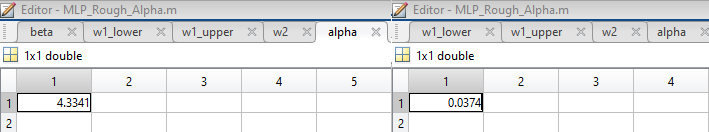 Editor - MLP_Rough_Alpha.m
beta w1_lower w1_upper w2 alpha
1x1 double
1 2 3 4 5
1 4.3341
2
Editor - MLP_Rough_Alpha.m
w1_lower w1_upper w2 alpha
1x1 double
1 2 3 4
1 0.0374
2